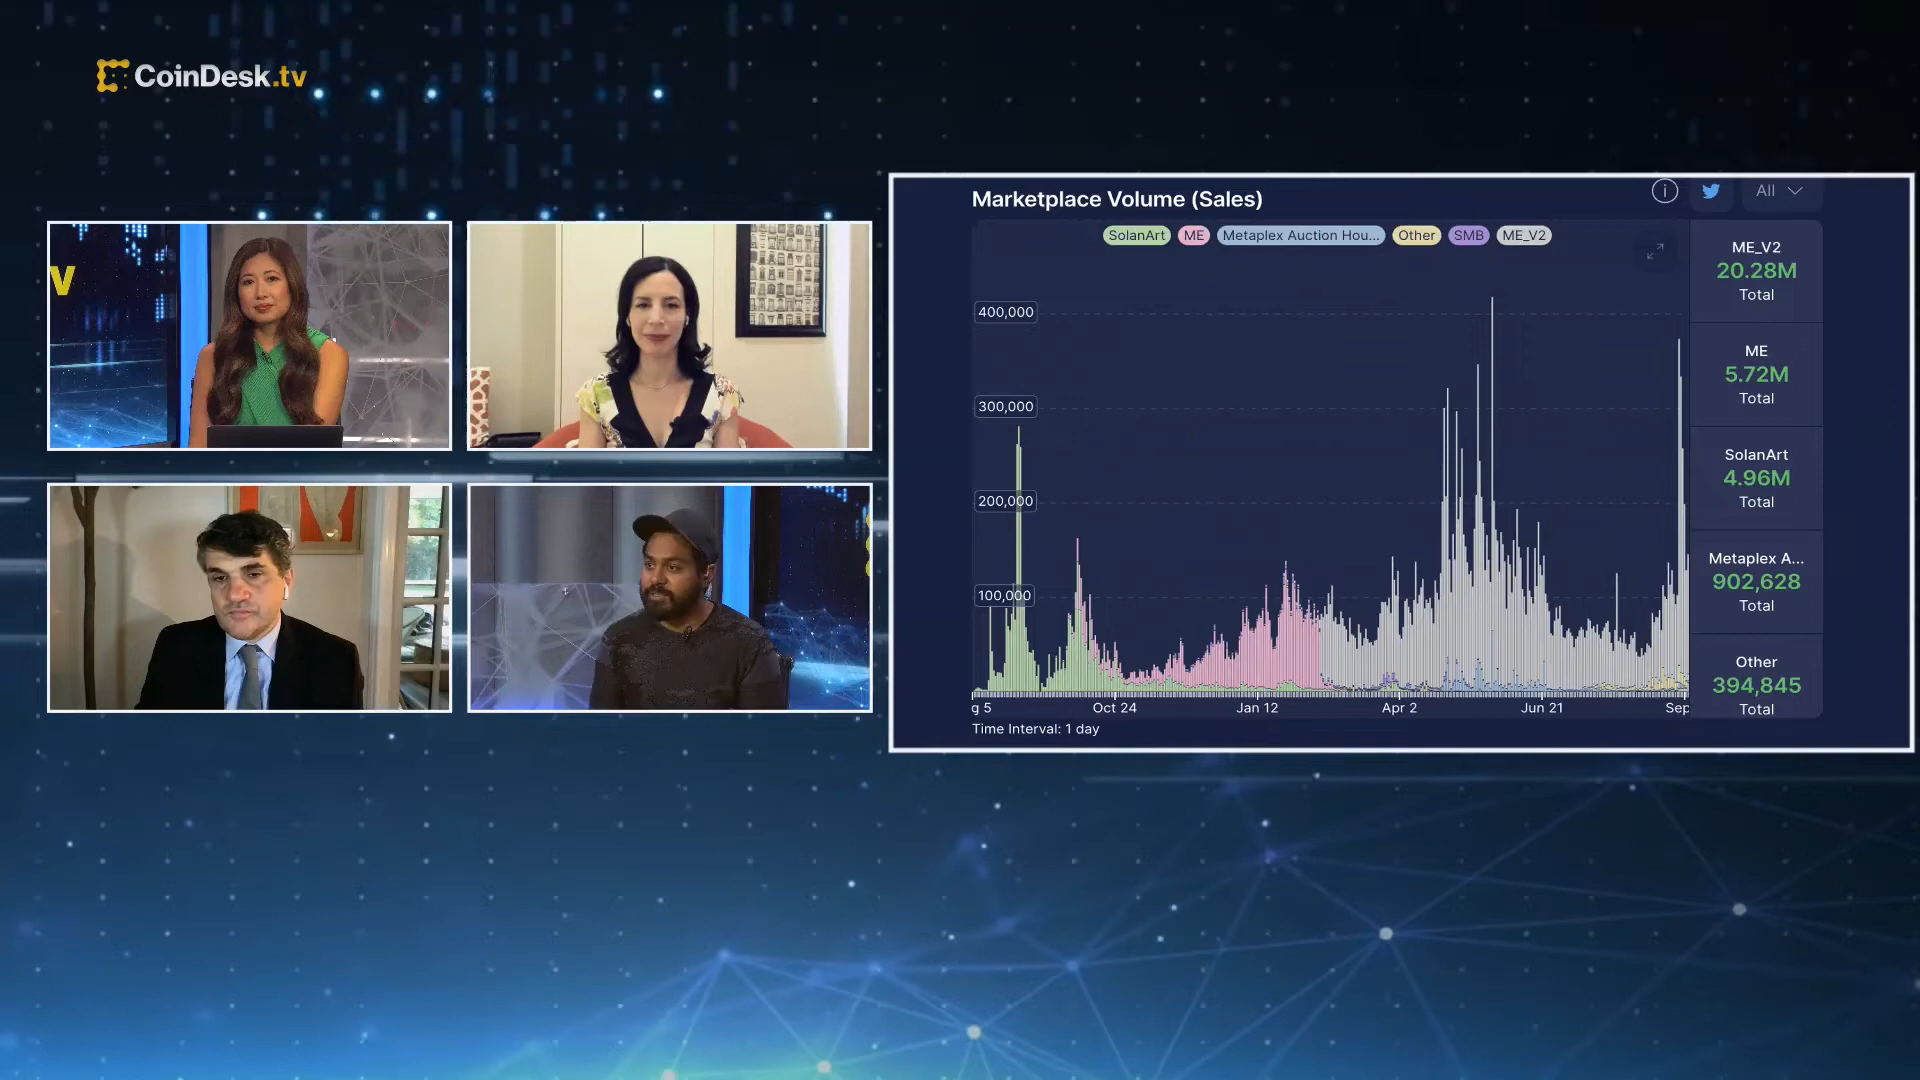 CoinDesk.tv
V
Marketplace Volume (Sales)
All
SolanArt ME Metaplex Auction Hou... Other SMB ME_V2
400,000
300,000
200,000
100,000
g 5 Oct 24 Jan 12 Apr 2 Jun 21 Sep
Time Interval: 1 day
ME_V2
20.28M
Total
ME
5.72M
Total
SolanArt
4.96M
Total
Metaplex A...
902,628
Total
Other
394,845
Total